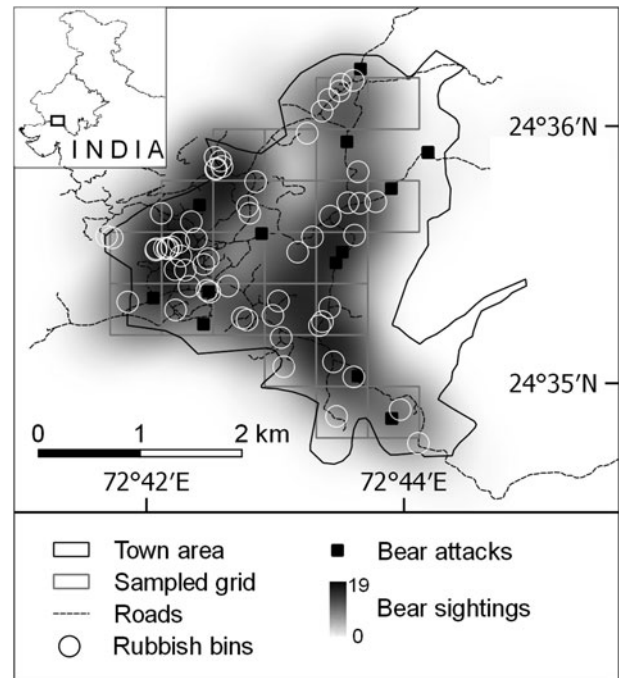 INDIA
24°36′N
24°35′N
0 1 2 km
72°42′E 72°44′E
Town area
Sampled grid
Roads
Rubbish bins
Bear attacks
19
0
Bear sightings